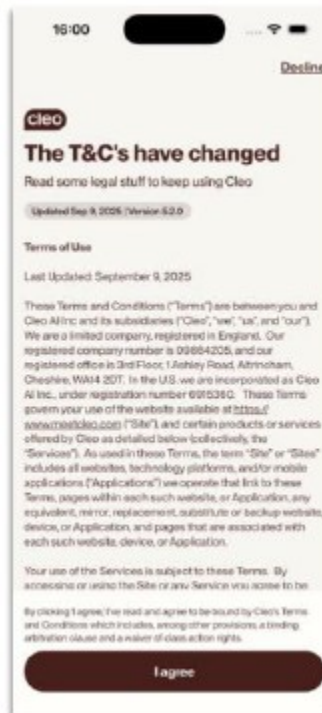 16:00
Decline
cleo
The T&C's have changed
Read some legal stuff to keep using Cleo
Updated Sep 9, 2025 | Version 5.2.0
Terms of Use
Last Updated: September 9, 2025
These Terms and Conditions ("Terms") are between you and
Cleo AI Inc and its subsidiaries ("Cleo", "we", "us", and "our").
We are a limited company, registered in England. Our
registered company number is 09864205, and our
registered office is 3rd Floor, 1 Ashley Road, Altrincham,
Cheshire, WA14 2DT. In the U.S. we are incorporated as Cleo
AI Inc., under registration number 6915360. These Terms
govern your use of the website available at https://
www.meetcleo.com ("Site"), and certain products or services
offered by Cleo as detailed below (collectively, the
"Services"). As used in these Terms, the term "Site" or "Sites"
includes all websites, technology platforms, and/or mobile
applications ("Applications") we operate that link to these
Terms, pages within each such website, or Application, any
equivalent, mirror, replacement, substitute or backup website,
device, or Application, and pages that are associated with
each such website, device, or Application.
Your use of the Services is subject to these Terms. By
accessing or using the Site or any Service you agree to be
By clicking 'I agree', I've read and agree to be bound by Cleo's Terms
and Conditions which includes, among other provisions, a binding
arbitration clause and a waiver of class action rights.
I agree